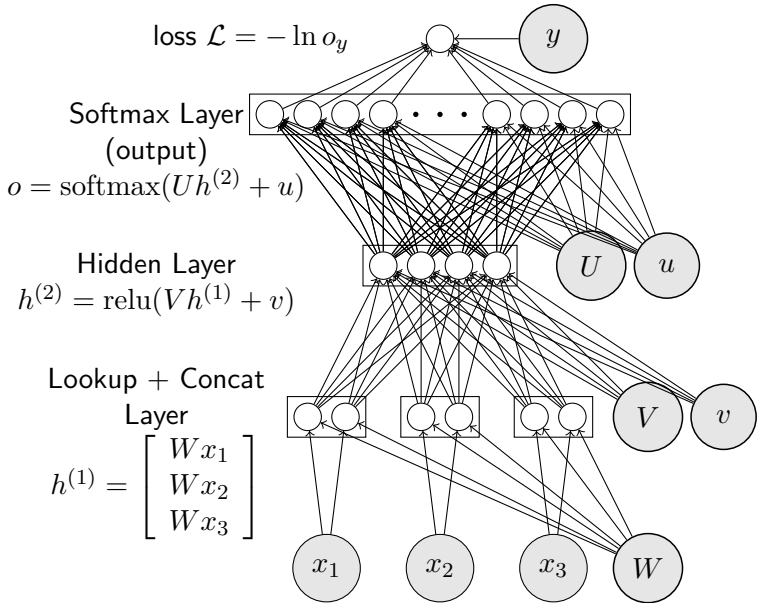 loss ℒ = − ln o_y
y
Softmax Layer
(output)
o = softmax(Uh^(2) + u)
· · ·
U u
Hidden Layer
h^(2) = relu(Vh^(1) + v)
Lookup + Concat
Layer
V v
h^(1) = [ Wx_1
Wx_2
Wx_3 ]
x_1 x_2 x_3 W